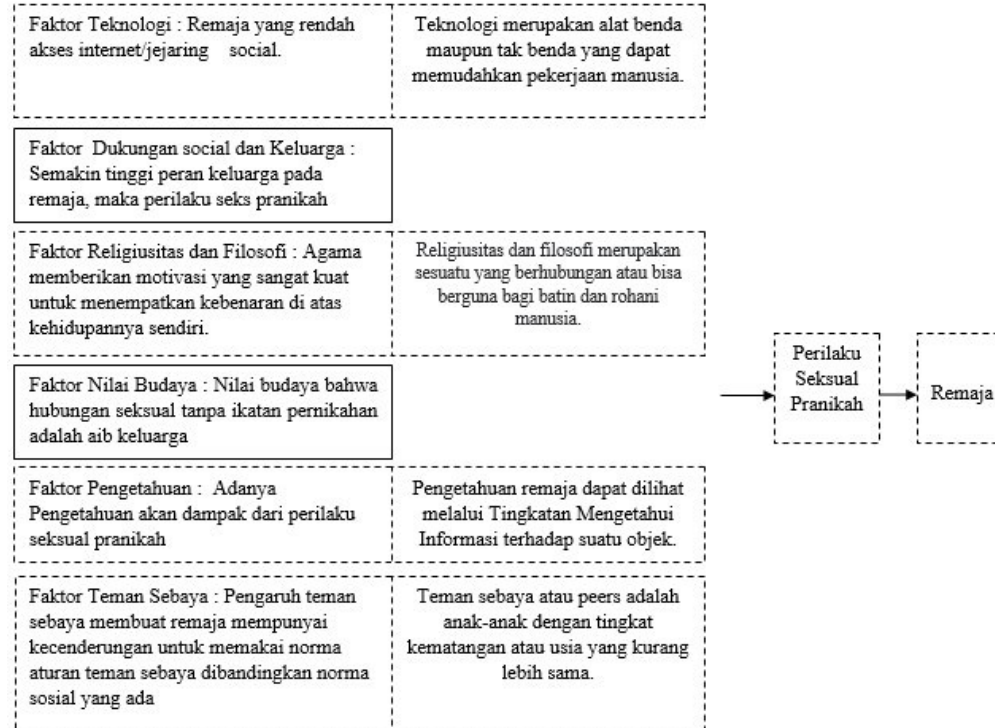 Faktor Teknologi : Remaja yang rendah
akses internet/jejaring social.
Teknologi merupakan alat benda
maupun tak benda yang dapat
memudahkan pekerjaan manusia.
Faktor Dukungan social dan Keluarga :
Semakin tinggi peran keluarga pada
remaja, maka perilaku seks pranikah
Faktor Religiusitas dan Filosofi : Agama
memberikan motivasi yang sangat kuat
untuk menempatkan kebenaran di atas
kehidupannya sendiri.
Religiusitas dan filosofi merupakan
sesuatu yang berhubungan atau bisa
berguna bagi batin dan rohani
manusia.
Faktor Nilai Budaya : Nilai budaya bahwa
hubungan seksual tanpa ikatan pernikahan
adalah aib keluarga
Faktor Pengetahuan : Adanya
Pengetahuan akan dampak dari perilaku
seksual pranikah
Pengetahuan remaja dapat dilihat
melalui Tingkatan Mengetahui
Informasi terhadap suatu objek.
Faktor Teman Sebaya : Pengaruh teman
sebaya membuat remaja mempunyai
kecenderungan untuk memakai norma
aturan teman sebaya dibandingkan norma
sosial yang ada
Teman sebaya atau peers adalah
anak-anak dengan tingkat
kematangan atau usia yang kurang
lebih sama.
Perilaku
Seksual
Pranikah
Remaja